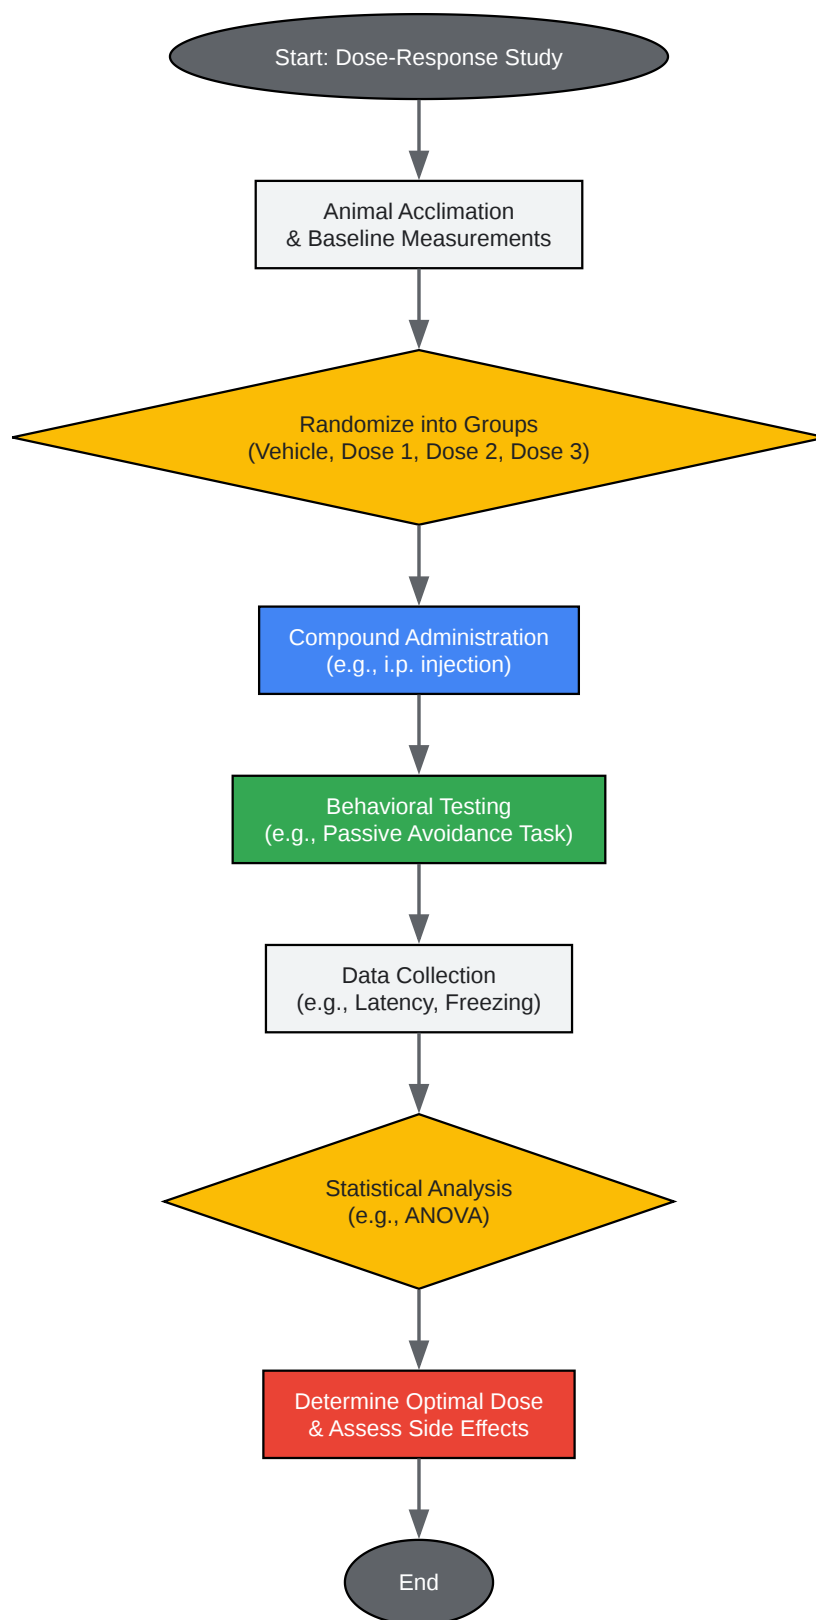 Start: Dose-Response Study
Animal Acclimation
& Baseline Measurements
Randomize into Groups
(Vehicle, Dose 1, Dose 2, Dose 3)
Compound Administration
(e.g., i.p. injection)
Behavioral Testing
(e.g., Passive Avoidance Task)
Data Collection
(e.g., Latency, Freezing)
Statistical Analysis
(e.g., ANOVA)
Determine Optimal Dose
& Assess Side Effects
End